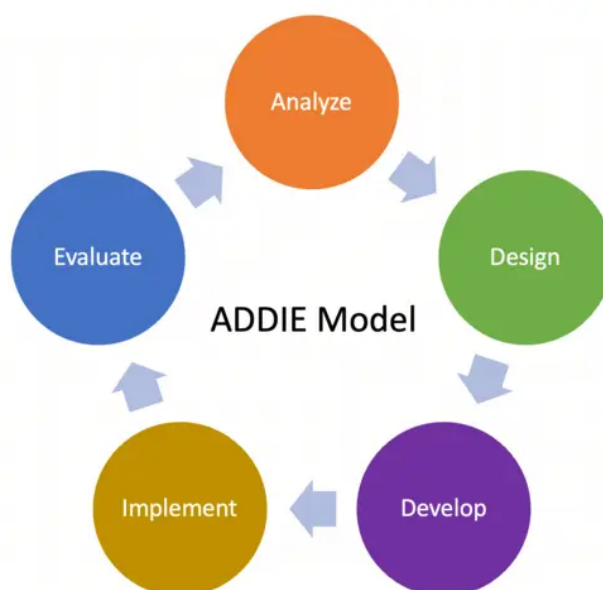 Analyze
Evaluate
Design
ADDIE Model
Implement
Develop